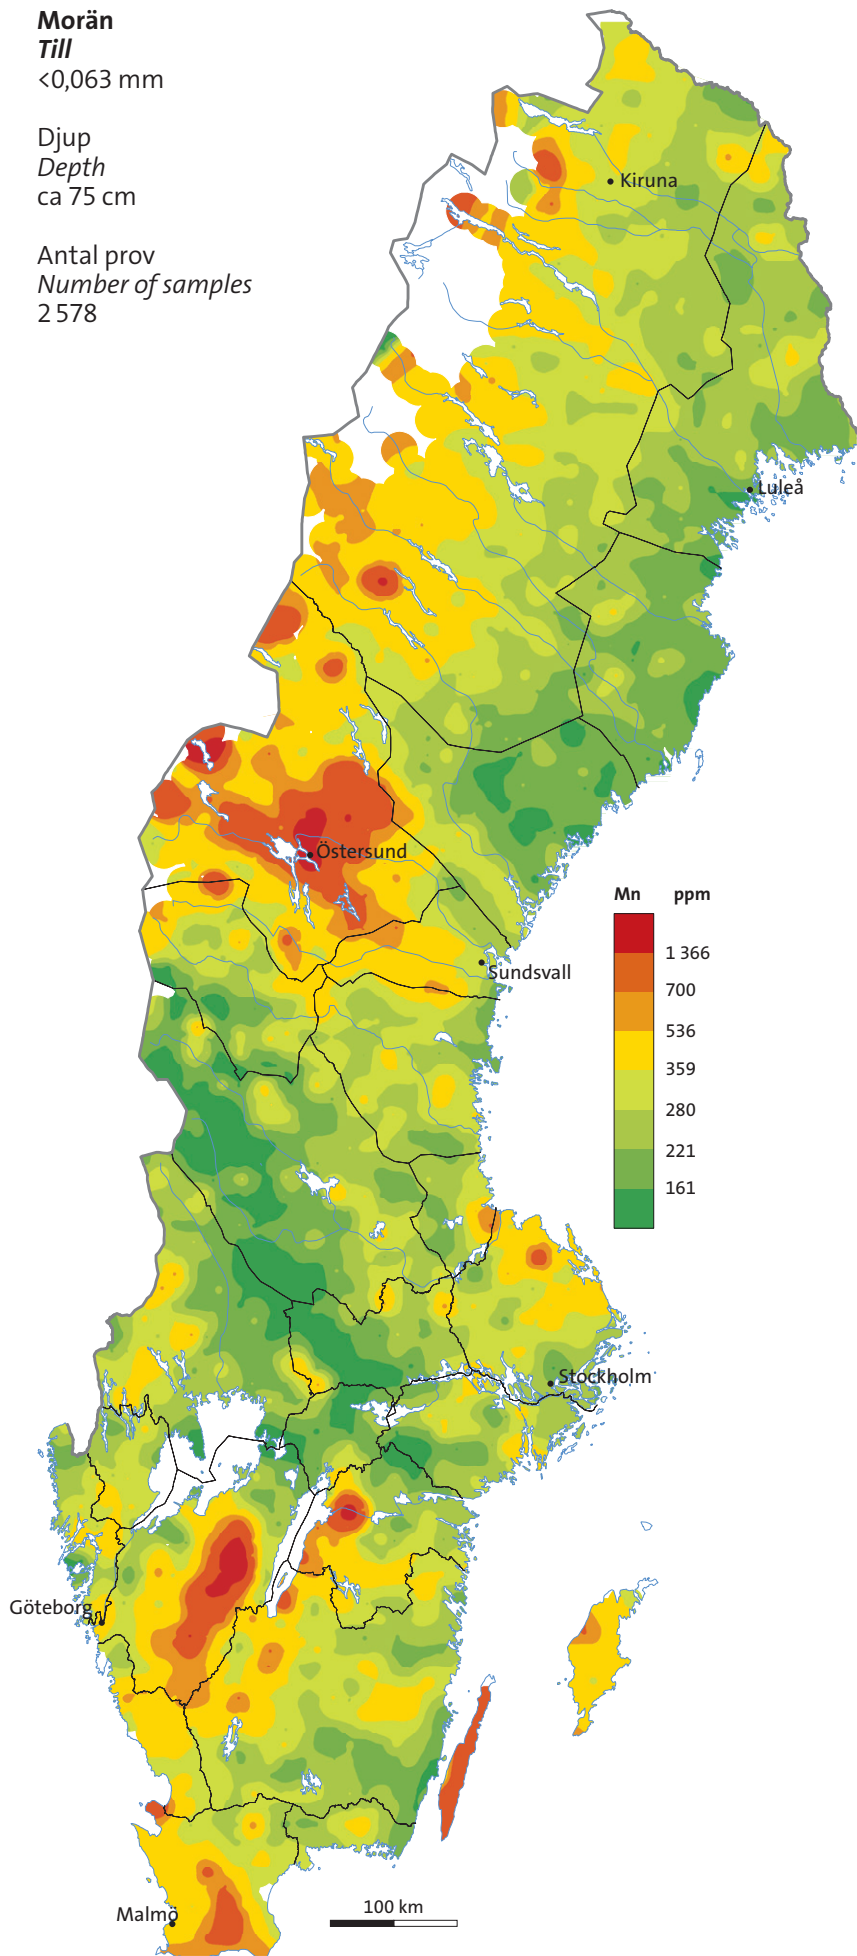 Morän
Till
<0,063 mm
Djup
Depth
ca 75 cm
Antal prov
Number of samples
2 578
Kiruna
Luleå
Östersund
Sundsvall
Mn ppm
1 366
700
536
359
280
221
161
Stockholm
Göteborg
Malmö
100 km